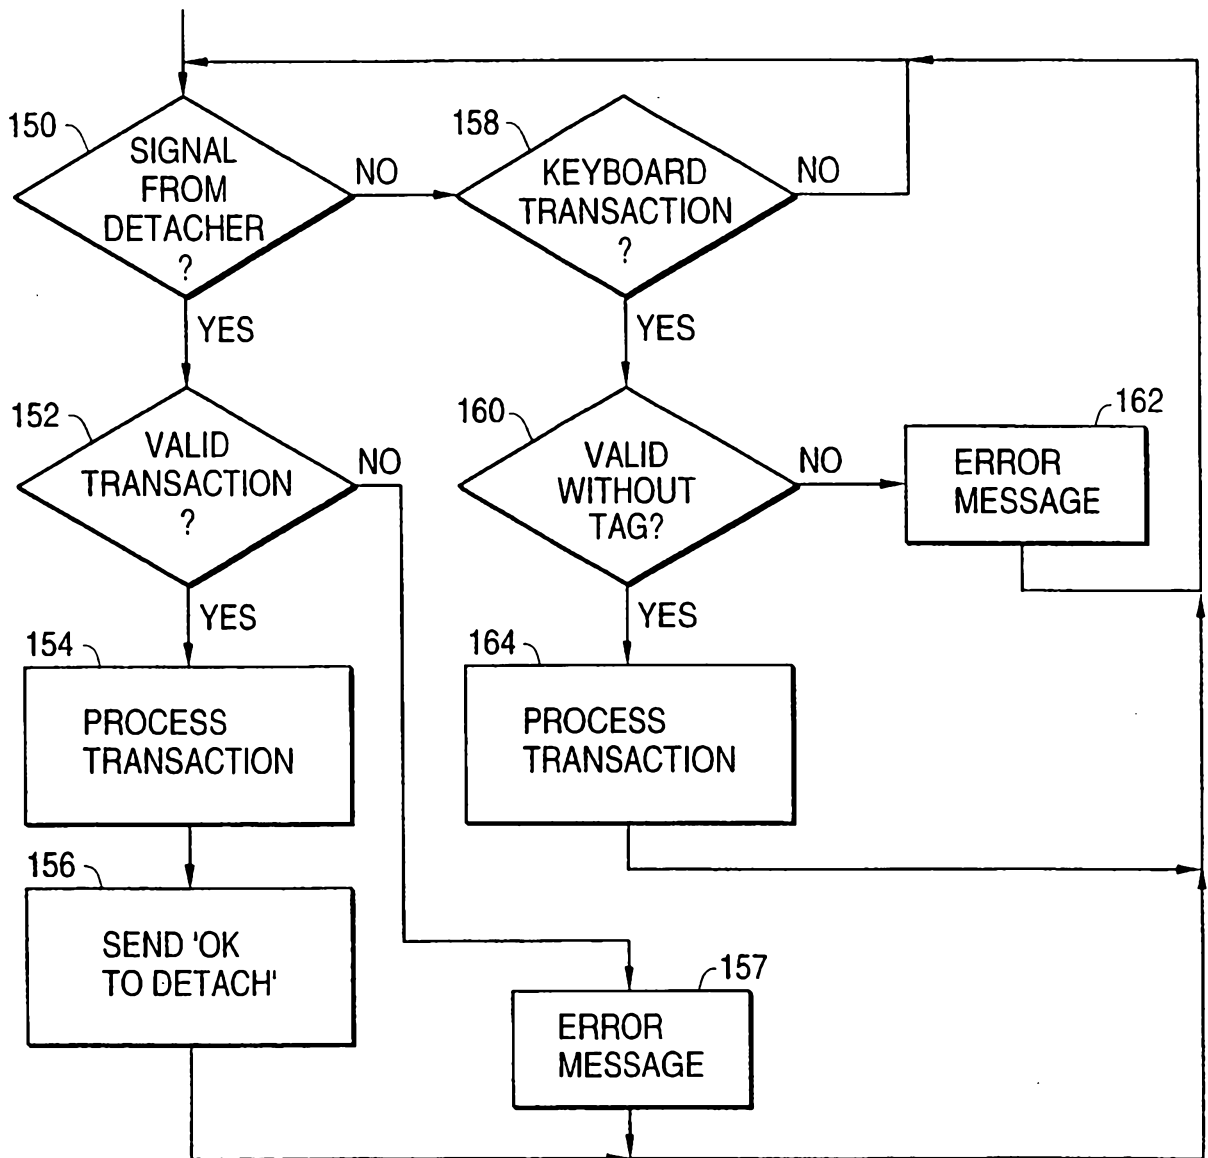 150
SIGNAL
FROM
DETACHER
?
NO
158
KEYBOARD
TRANSACTION
?
NO
YES
YES
152
VALID
TRANSACTION
?
NO
160
VALID
WITHOUT
TAG?
NO
162
ERROR
MESSAGE
YES
YES
154
PROCESS
TRANSACTION
164
PROCESS
TRANSACTION
156
SEND 'OK
TO DETACH'
157
ERROR
MESSAGE